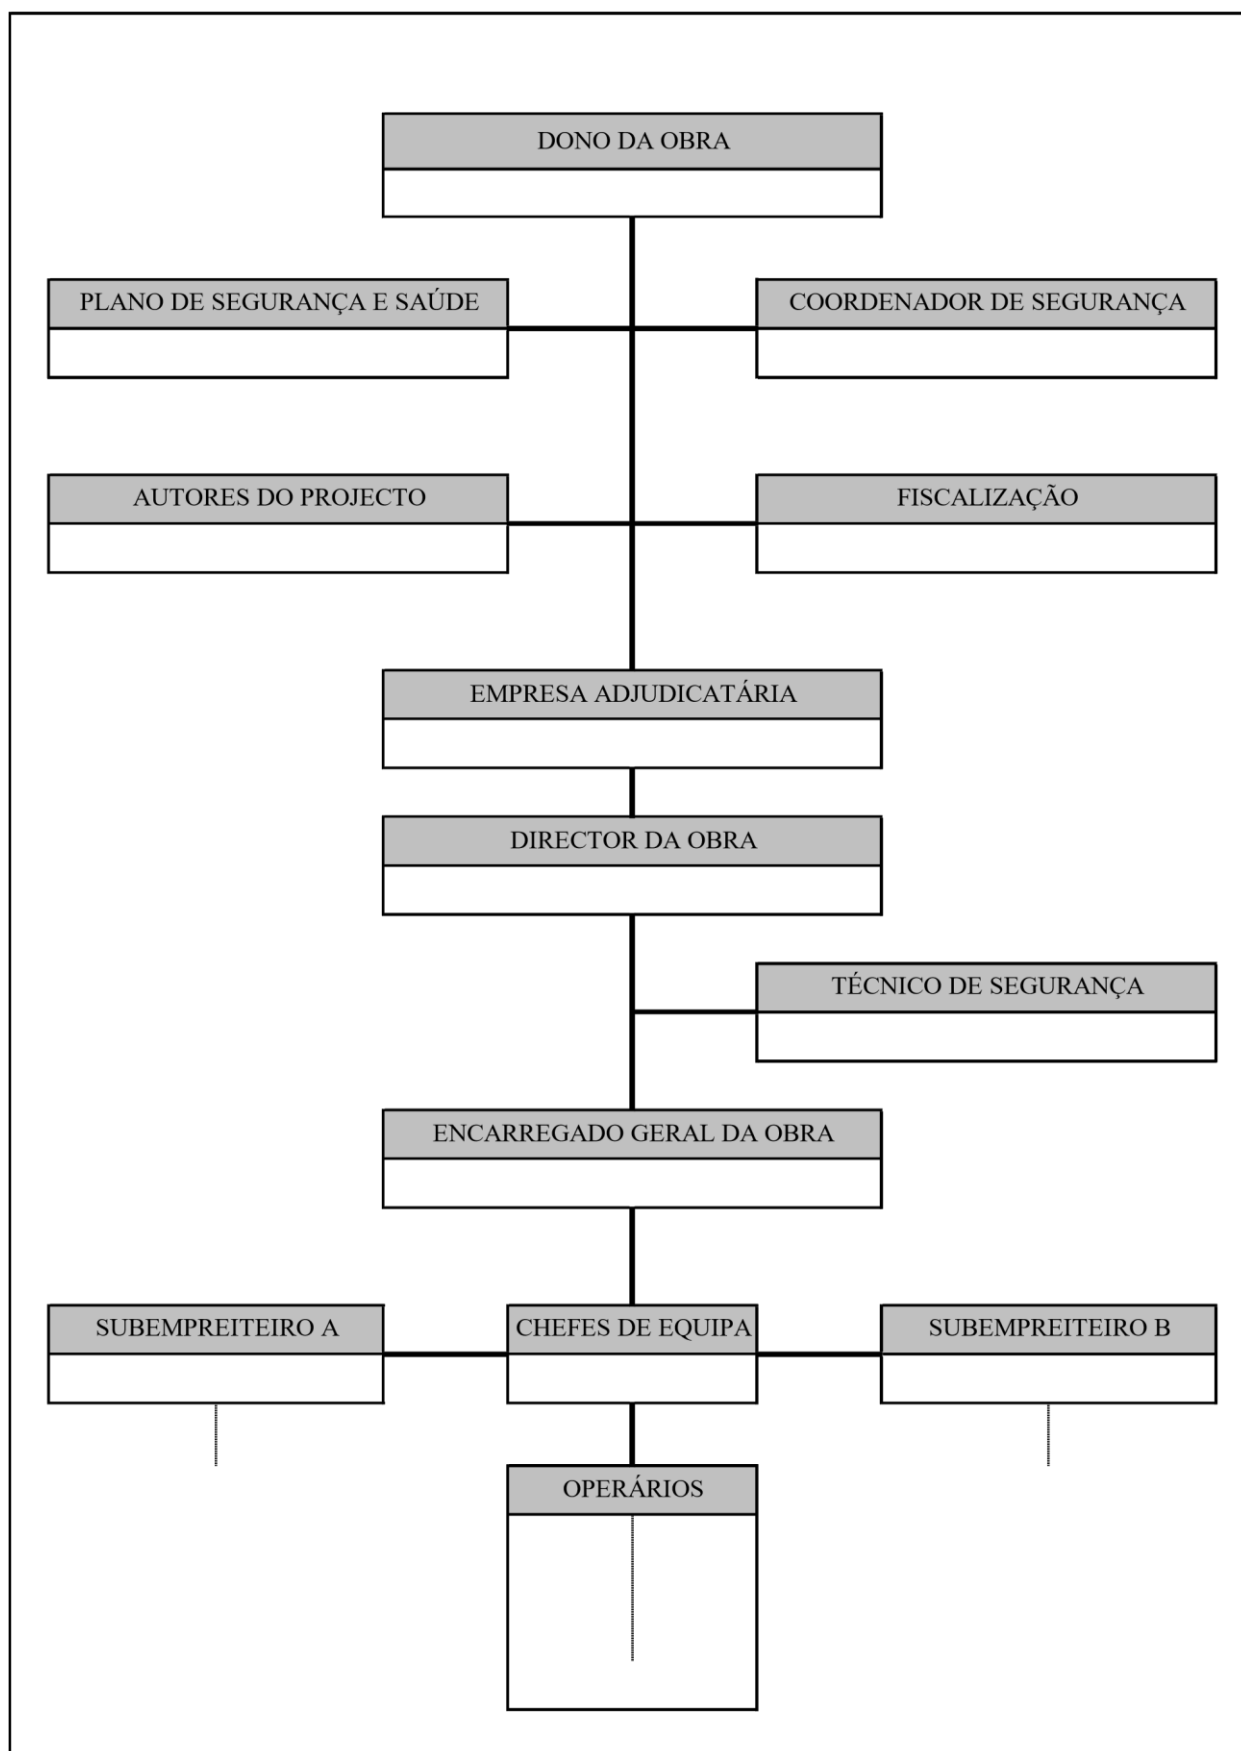 DONO DA OBRA
PLANO DE SEGURANÇA E SAÚDE
COORDENADOR DE SEGURANÇA
AUTORES DO PROJECTO
FISCALIZAÇÃO
EMPRESA ADJUDICATÁRIA
DIRECTOR DA OBRA
TÉCNICO DE SEGURANÇA
ENCARREGADO GERAL DA OBRA
SUBEMPREITEIRO A
CHEFES DE EQUIPA
SUBEMPREITEIRO B
OPERÁRIOS